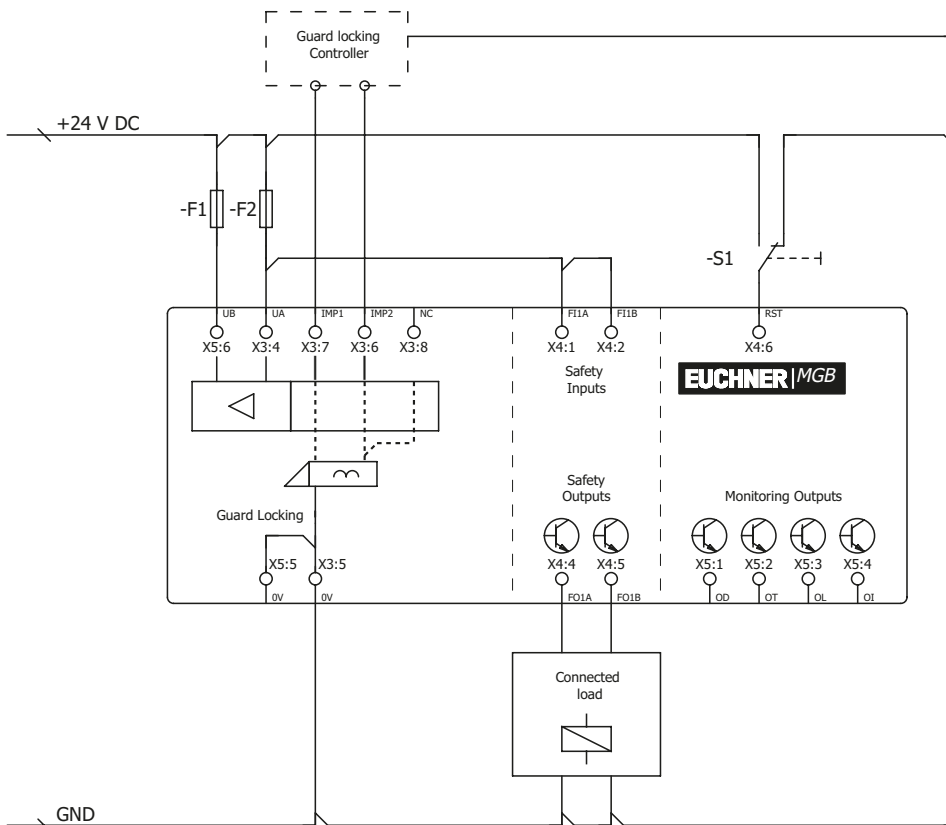 Guard locking
Controller
+24 V DC
-F1
-F2
-S1
UB
UA
IMP1
IMP2
NC
FI1A
FI1B
RST
X5:6
X3:4
X3:7
X3:6
X3:8
X4:1
X4:2
X4:6
Safety
Inputs
EUCHNER MGB
Guard Locking
Safety
Outputs
Monitoring Outputs
X5:5
X3:5
X4:4
X4:5
X5:1
X5:2
X5:3
X5:4
0V
0V
FO1A
FO1B
OD
OT
OL
OI
Connected
load
GND